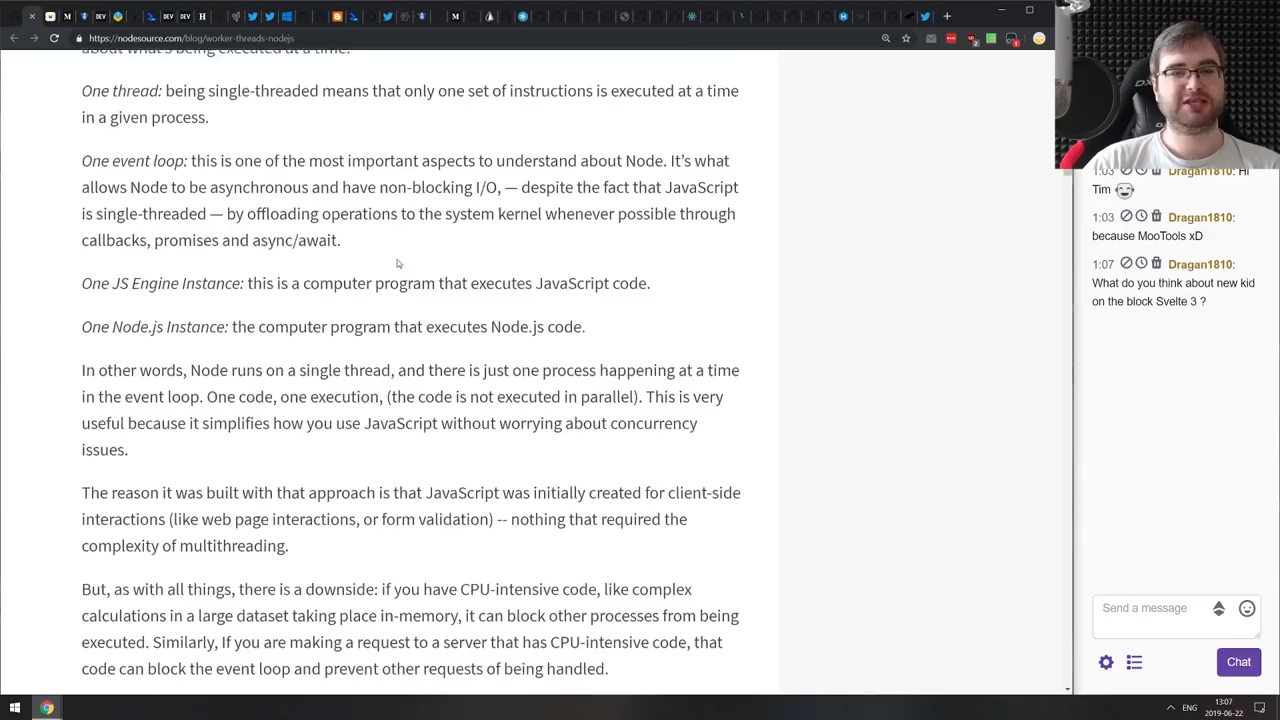 https://nodesource.com/blog/worker-threads-nodejs
about what's being executed at a time.
One thread: being single-threaded means that only one set of instructions is executed at a time
in a given process.
One event loop: this is one of the most important aspects to understand about Node. It's what
allows Node to be asynchronous and have non-blocking I/O, — despite the fact that JavaScript
is single-threaded — by offloading operations to the system kernel whenever possible through
callbacks, promises and async/await.
One JS Engine Instance: this is a computer program that executes JavaScript code.
One Node.js Instance: the computer program that executes Node.js code.
In other words, Node runs on a single thread, and there is just one process happening at a time
in the event loop. One code, one execution, (the code is not executed in parallel). This is very
useful because it simplifies how you use JavaScript without worrying about concurrency
issues.
The reason it was built with that approach is that JavaScript was initially created for client-side
interactions (like web page interactions, or form validation) -- nothing that required the
complexity of multithreading.
But, as with all things, there is a downside: if you have CPU-intensive code, like complex
calculations in a large dataset taking place in-memory, it can block other processes from being
executed. Similarly, If you are making a request to a server that has CPU-intensive code, that
code can block the event loop and prevent other requests of being handled.
1:03 Dragan1810: Hi
Tim
1:03 Dragan1810:
because MooTools xD
1:07 Dragan1810:
What do you think about new kid
on the block Svelte 3 ?
Send a message
Chat
ENG
13:07
2019-06-22